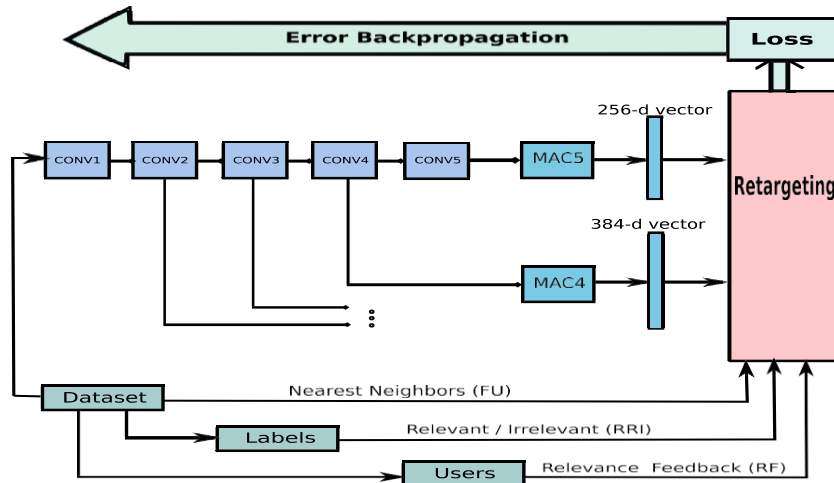 Error Backpropagation
Loss
256-d vector
CONV1
CONV2
CONV3
CONV4
CONV5
MAC5
Retargeting
384-d vector
MAC4
Dataset
Nearest Neighbors (FU)
Labels
Relevant / Irrelevant (RRI)
Users
Relevance Feedback (RF)